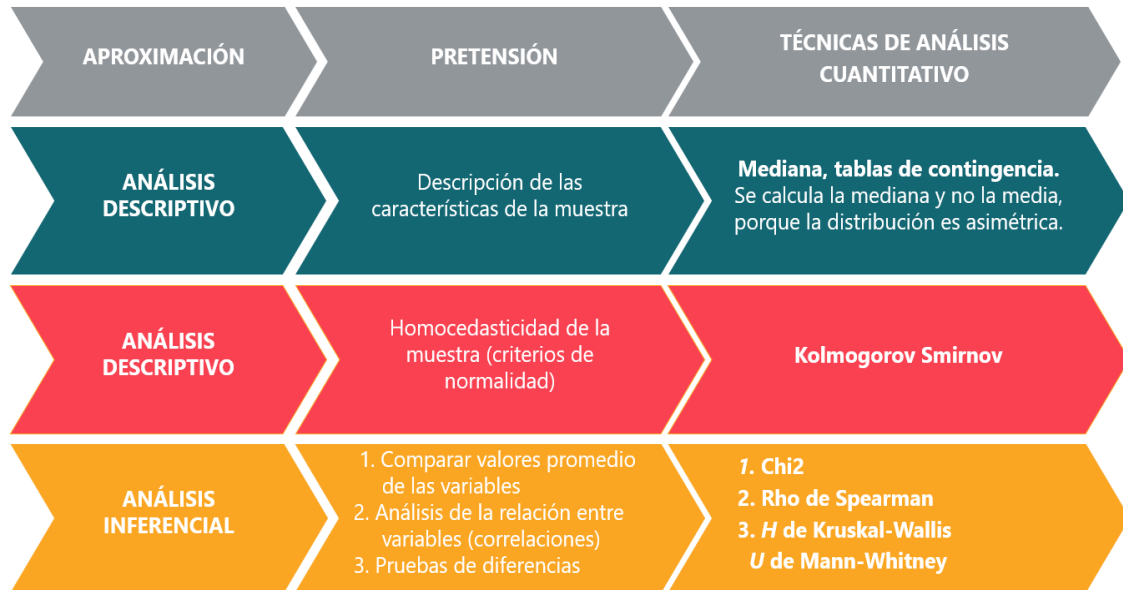 APROXIMACIÓN
PRETENSIÓN
TÉCNICAS DE ANÁLISIS
CUANTITATIVO
ANÁLISIS
DESCRIPTIVO
Descripción de las
características de la muestra
Mediana, tablas de contingencia.
Se calcula la mediana y no la media,
porque la distribución es asimétrica.
ANÁLISIS
DESCRIPTIVO
Homocedasticidad de la
muestra (criterios de
normalidad)
Kolmogorov Smirnov
ANÁLISIS
INFERENCIAL
1. Comparar valores promedio
de las variables
2. Análisis de la relación entre
variables (correlaciones)
3. Pruebas de diferencias
1. Chi2
2. Rho de Spearman
3. H de Kruskal-Wallis
U de Mann-Whitney